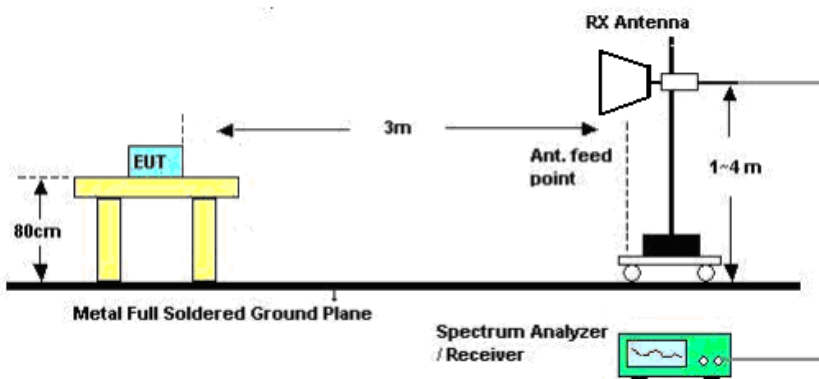 RX Antenna
3m
EUT
Ant. feed
point
1~4 m
80cm
Metal Full Soldered Ground Plane
Spectrum Analyzer
/ Receiver